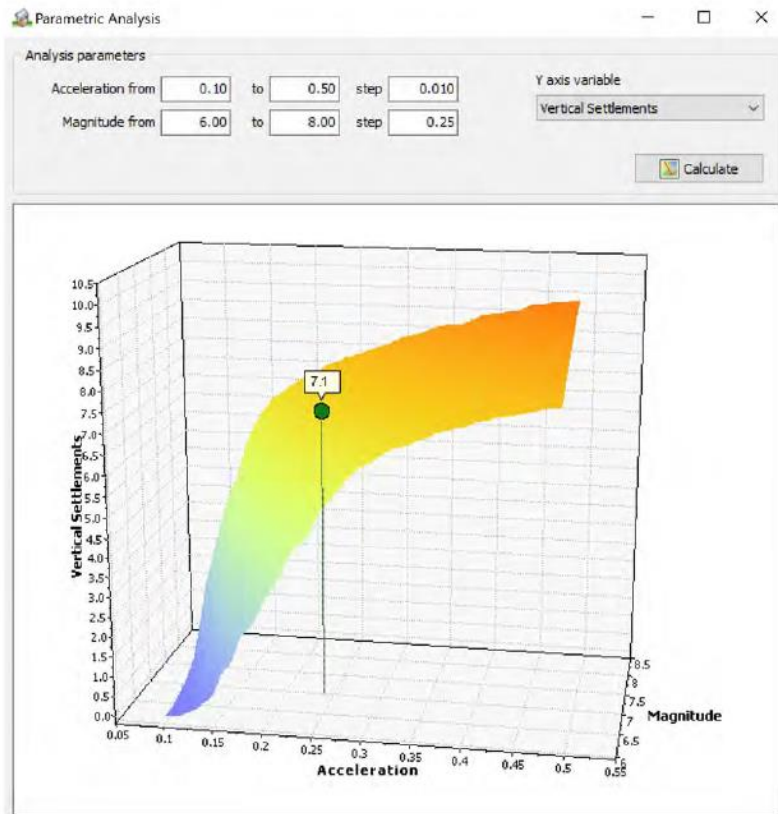 Parametric Analysis
Analysis parameters
Acceleration from 0.10 to 0.50 step 0.010
Magnitude from 6.00 to 8.00 step 0.25
Y axis variable
Vertical Settlements
Calculate
10.5
10.0
9.5
9.0
8.5
8.0
7.5
7.0
6.5
6.0
5.5
5.0
4.5
4.0
3.5
3.0
2.5
2.0
1.5
1.0
0.5
0.0
Vertical Settlements
7.1
0.05 0.1 0.15 0.2 0.25 0.3 0.35 0.4 0.45 0.5 0.55
Acceleration
8.5
8
7.5
7
6.5
6
Magnitude